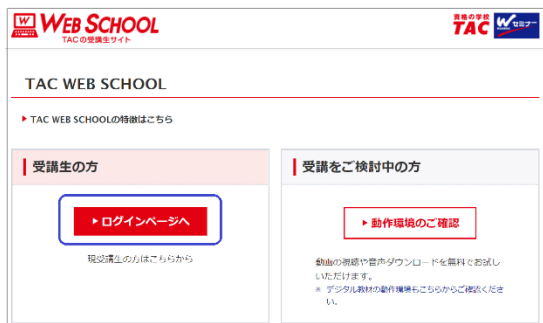 WEB SCHOOL
TACの受講生サイト
資格の学校
TAC
Wセミナー
TAC WEB SCHOOL
TAC WEB SCHOOLの特徴はこちら
受講生の方
受講をご検討中の方
ログインページへ
動作環境のご確認
現受講生の方はこちらから
動画の視聴や音声ダウンロードを無料でお試し
いただけます。
※ デジタル教材の動作環境もこちらからご確認くださ
い。